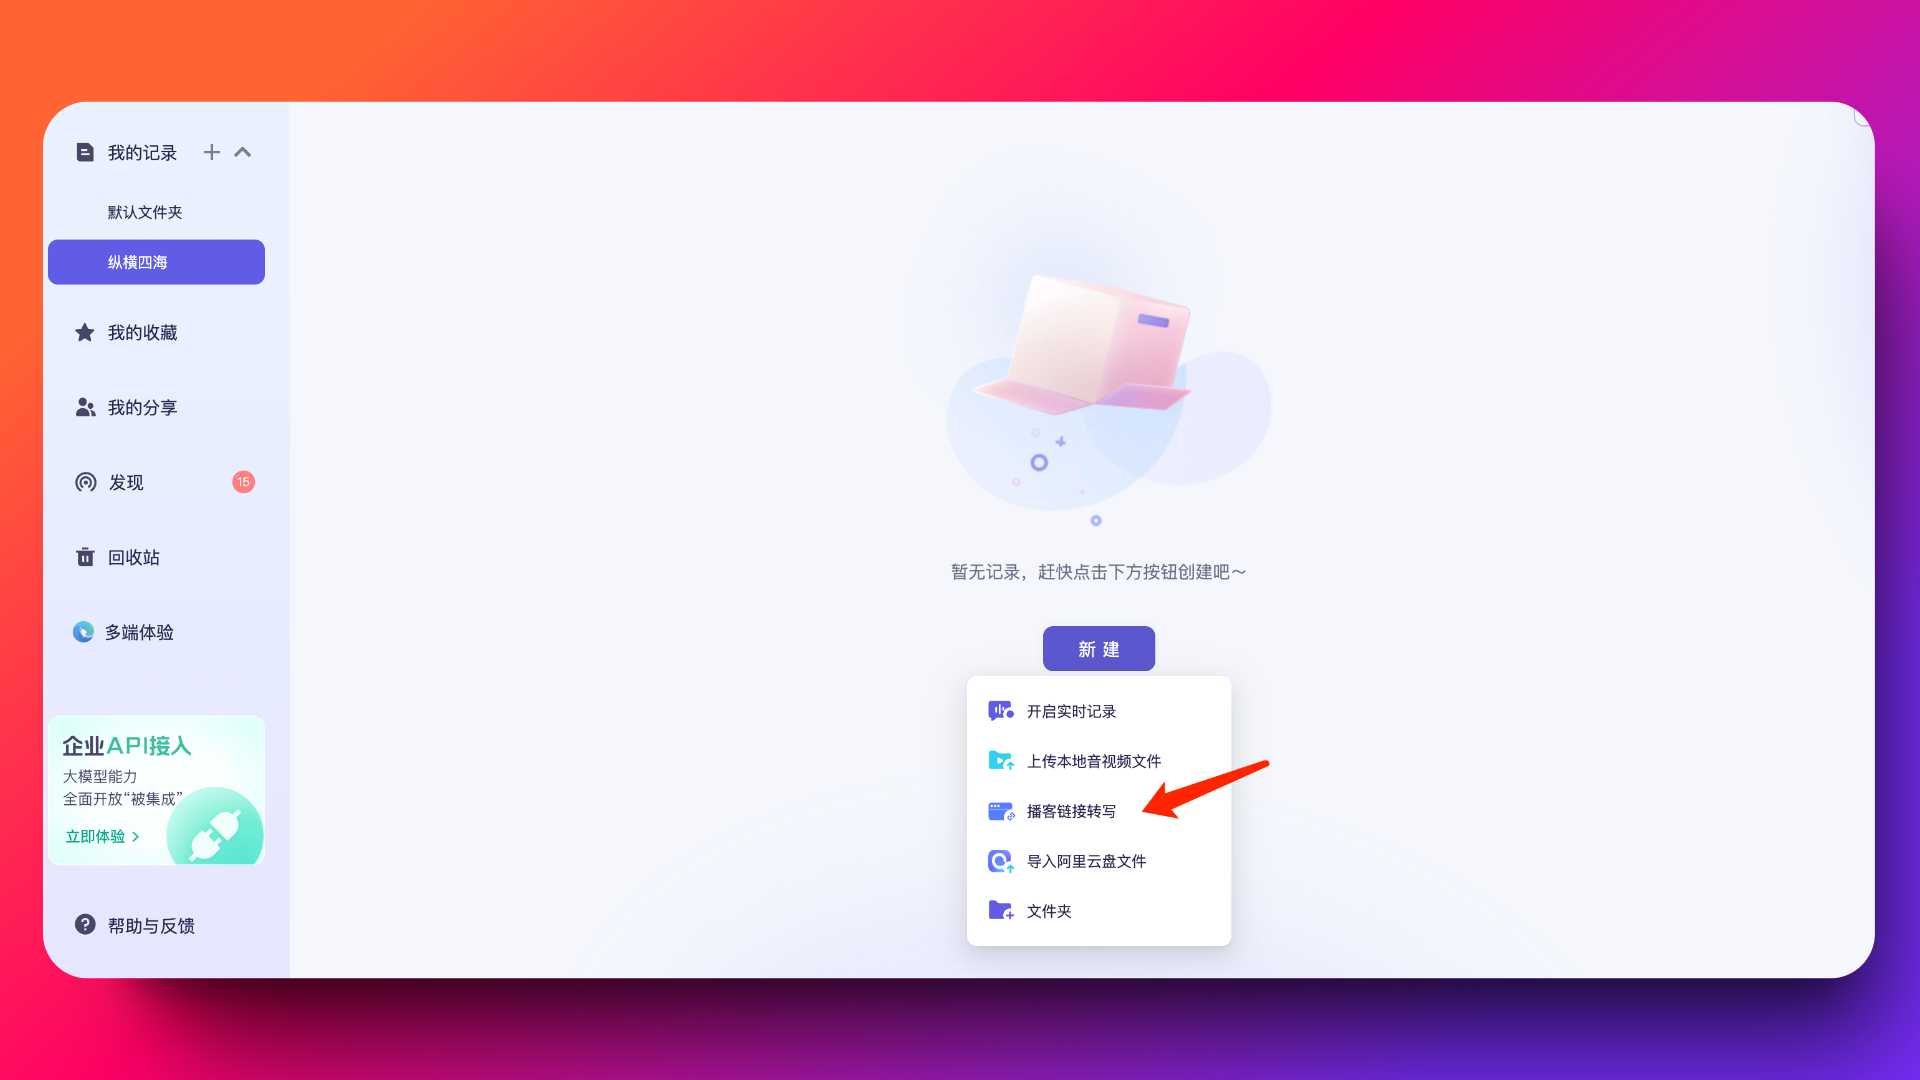 我的记录
默认文件夹
纵横四海
我的收藏
我的分享
发现
15
回收站
多端体验
企业API接入
大模型能力
全面开放“被集成”
立即体验 >
帮助与反馈
暂无记录，赶快点击下方按钮创建吧～
新 建
开启实时记录
上传本地音视频文件
播客链接转写
导入阿里云盘文件
文件夹